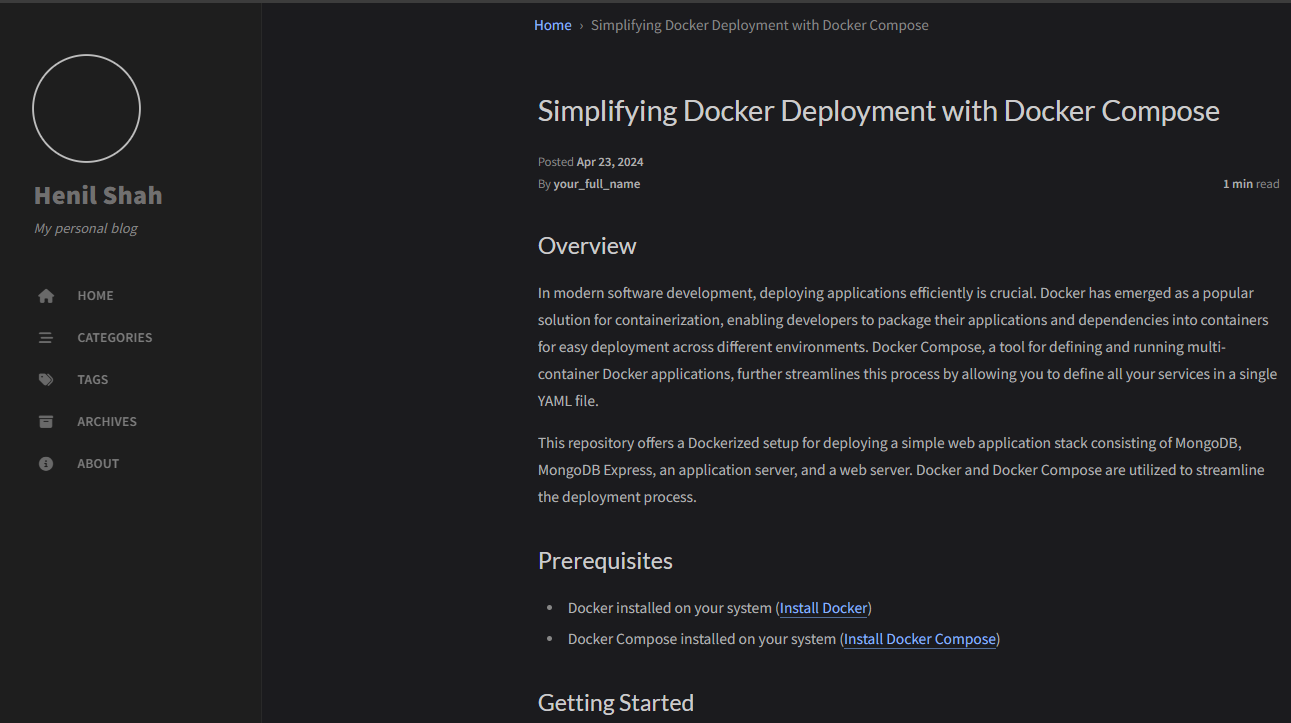 Home › Simplifying Docker Deployment with Docker Compose
Henil Shah
My personal blog
HOME
CATEGORIES
TAGS
ARCHIVES
ABOUT
Simplifying Docker Deployment with Docker Compose
Posted Apr 23, 2024
By your_full_name
1 min read
Overview
In modern software development, deploying applications efficiently is crucial. Docker has emerged as a popular
solution for containerization, enabling developers to package their applications and dependencies into containers
for easy deployment across different environments. Docker Compose, a tool for defining and running multi-
container Docker applications, further streamlines this process by allowing you to define all your services in a single
YAML file.
This repository offers a Dockerized setup for deploying a simple web application stack consisting of MongoDB,
MongoDB Express, an application server, and a web server. Docker and Docker Compose are utilized to streamline
the deployment process.
Prerequisites
• Docker installed on your system (Install Docker)
• Docker Compose installed on your system (Install Docker Compose)
Getting Started